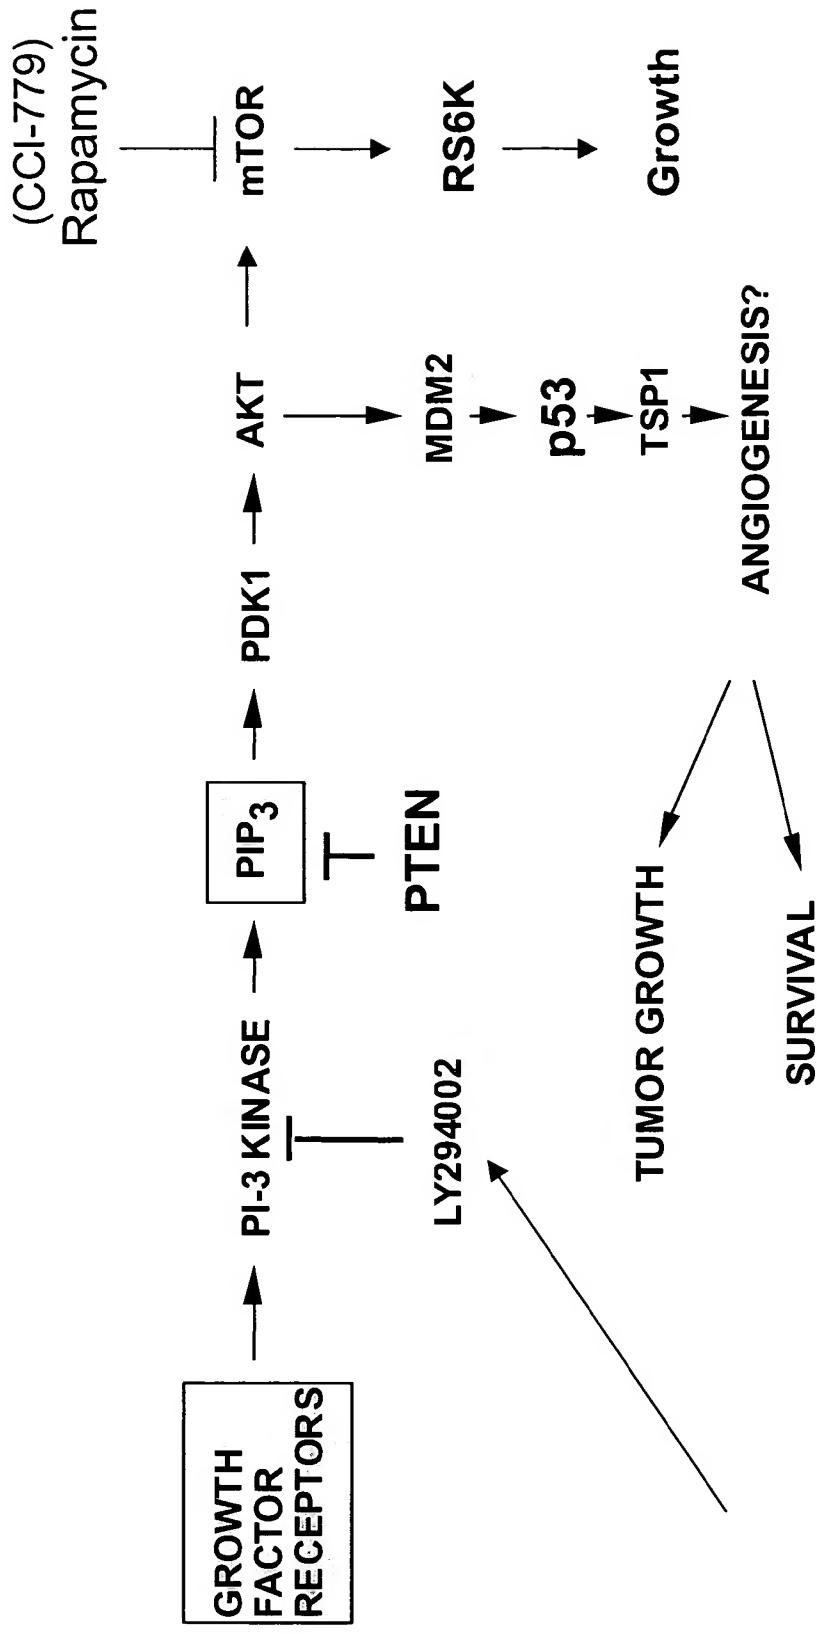 (CCI-779)
Rapamycin
GROWTH
FACTOR
RECEPTORS
PI-3 KINASE
PIP3
PDK1
AKT
mTOR
LY294002
PTEN
MDM2
RS6K
p53
TSP1
Growth
TUMOR GROWTH
ANGIOGENESIS?
SURVIVAL